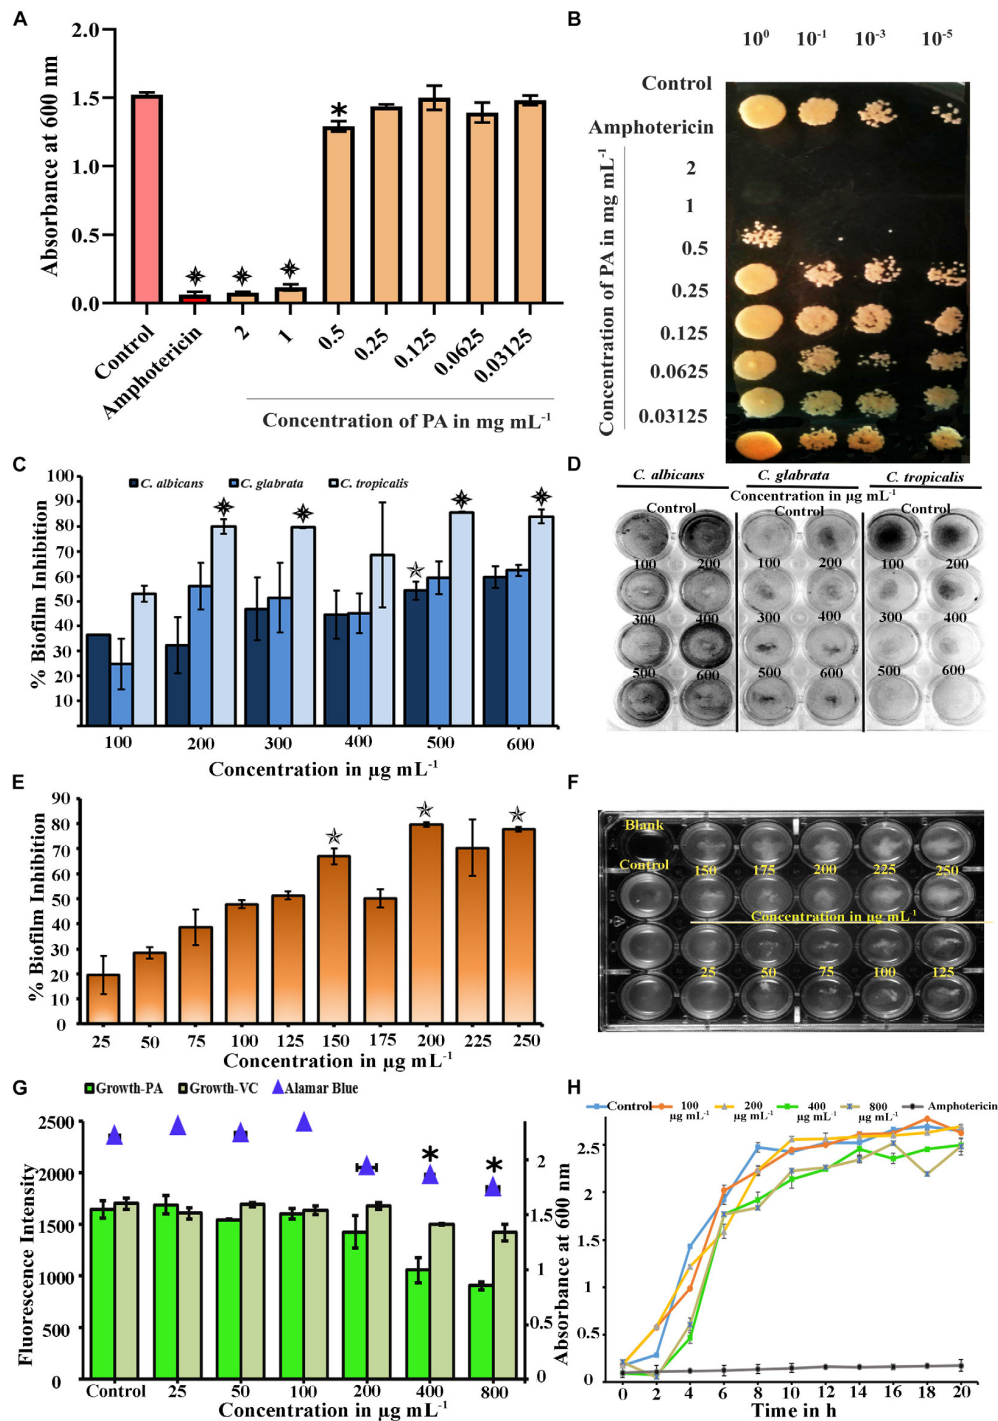 A
Absorbance at 600 nm
2.0
1.5
1.0
0.5
0.0
Control
Amphotericin
2
1
0.5
0.25
0.125
0.0625
0.03125
Concentration of PA in mg mL-1
B
10⁰ 10-1 10-3 10-5
Control
Amphotericin
Concentration of PA in mg mL-1
2
1
0.5
0.25
0.125
0.0625
0.03125
C
C. albicans C. glabrata C. tropicalis
% Biofilm Inhibition
100
90
80
70
60
50
40
30
20
10
100 200 300 400 500 600
Concentration in µg mL-1
D
C. albicans C. glabrata C. tropicalis
Concentration in µg mL-1
Control Control Control
100 200 100 200 100 200
300 400 300 400 300 400
500 600 500 600 500 600
E
% Biofilm Inhibition
90
80
70
60
50
40
30
20
10
0
25 50 75 100 125 150 175 200 225 250
Concentration in µg mL-1
F
Blank
Control 150 175 200 225 250
Concentration in µg mL-1
25 50 75 100 125
G
Growth-PA Growth-VC Alamar Blue
Fluorescence Intensity
2500
2000
1500
1000
500
0
2
1.5
1
0.5
0
Absorbance at 600 nm
Control 25 50 100 200 400 800
Concentration in µg mL-1
H
Control 100 µg mL-1 200 µg mL-1 400 µg mL-1 800 µg mL-1 Amphotericin
2.5
2
1.5
1
0.5
0
0 2 4 6 8 10 12 14 16 18 20
Time in h